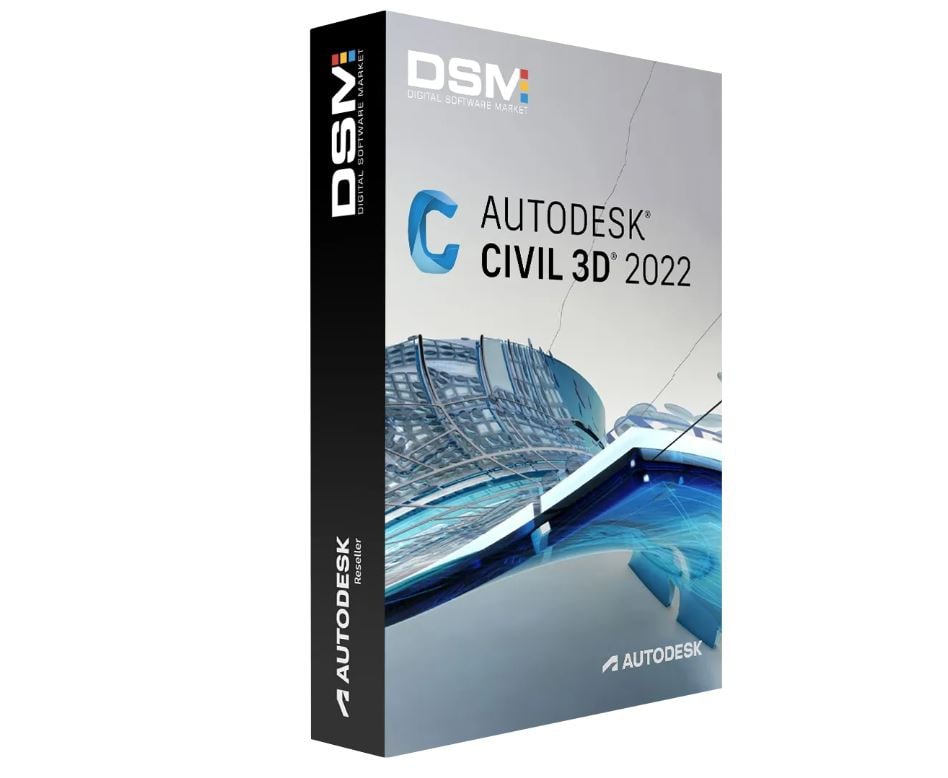 DSM
DIGITAL SOFTWARE MARKET
AUTODESK
Reseller
DSM
DIGITAL SOFTWARE MARKET
AUTODESK®
CIVIL 3D® 2022
AUTODESK